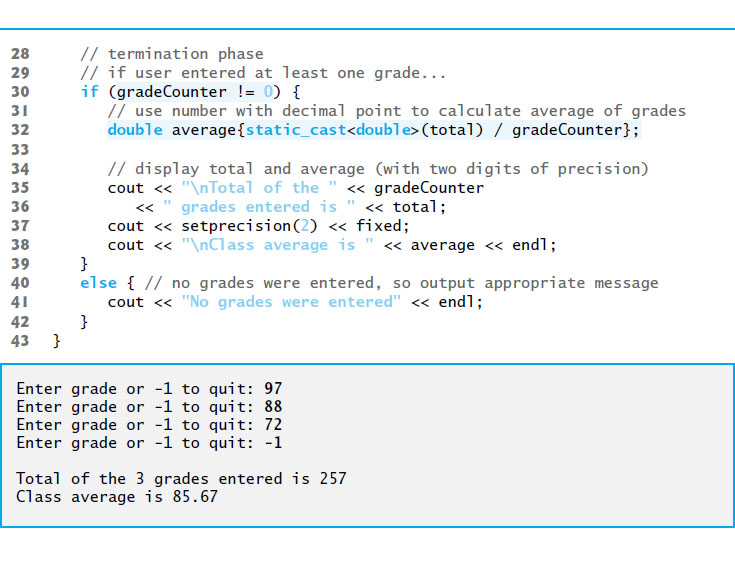 28 // termination phase
29 // if user entered at least one grade...
30 if (gradeCounter != 0) {
31 // use number with decimal point to calculate average of grades
32 double average{static_cast<double>(total) / gradeCounter};
33
34 // display total and average (with two digits of precision)
35 cout << "\nTotal of the " << gradeCounter
36 << " grades entered is " << total;
37 cout << setprecision(2) << fixed;
38 cout << "\nClass average is " << average << endl;
39 }
40 else { // no grades were entered, so output appropriate message
41 cout << "No grades were entered" << endl;
42 }
43 }
Enter grade or -1 to quit: 97
Enter grade or -1 to quit: 88
Enter grade or -1 to quit: 72
Enter grade or -1 to quit: -1
Total of the 3 grades entered is 257
Class average is 85.67